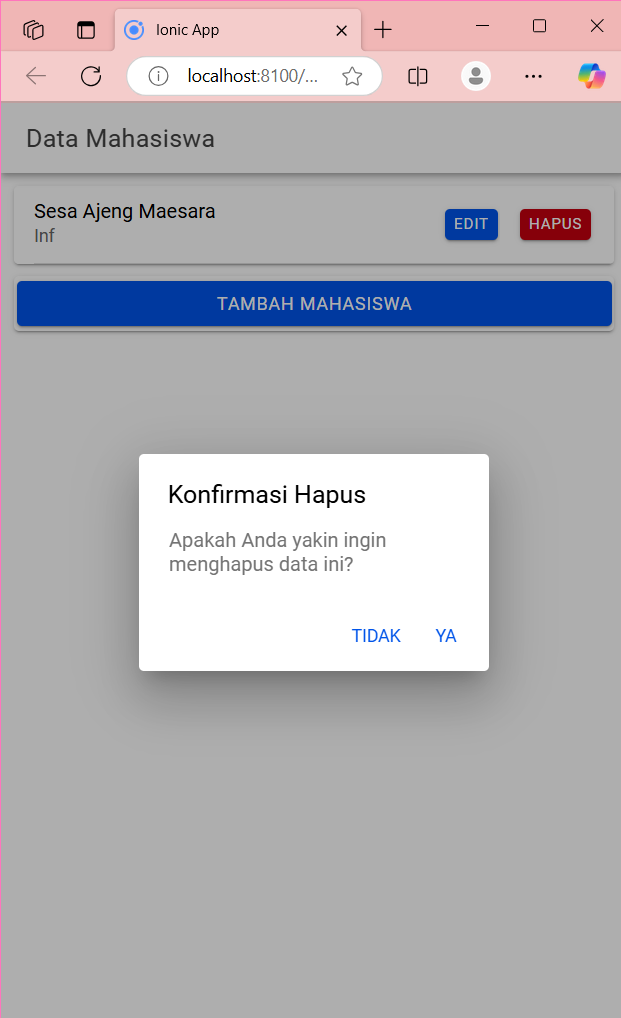 Ionic App
localhost:8100/...
Data Mahasiswa
Sesa Ajeng Maesara
Inf
EDIT
HAPUS
TAMBAH MAHASISWA
Konfirmasi Hapus
Apakah Anda yakin ingin
menghapus data ini?
TIDAK YA